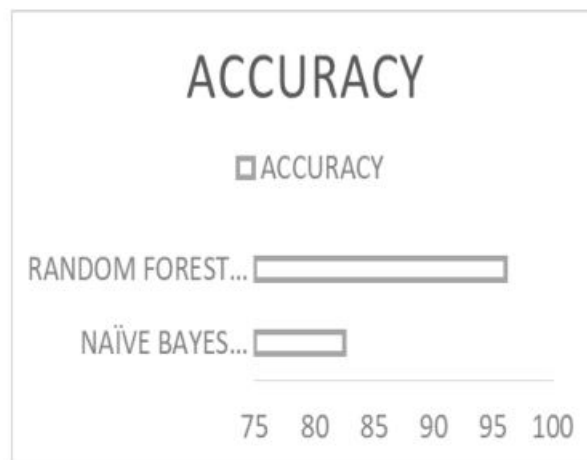 ACCURACY
ACCURACY
RANDOM FOREST...
NAÏVE BAYES...
75 80 85 90 95 100